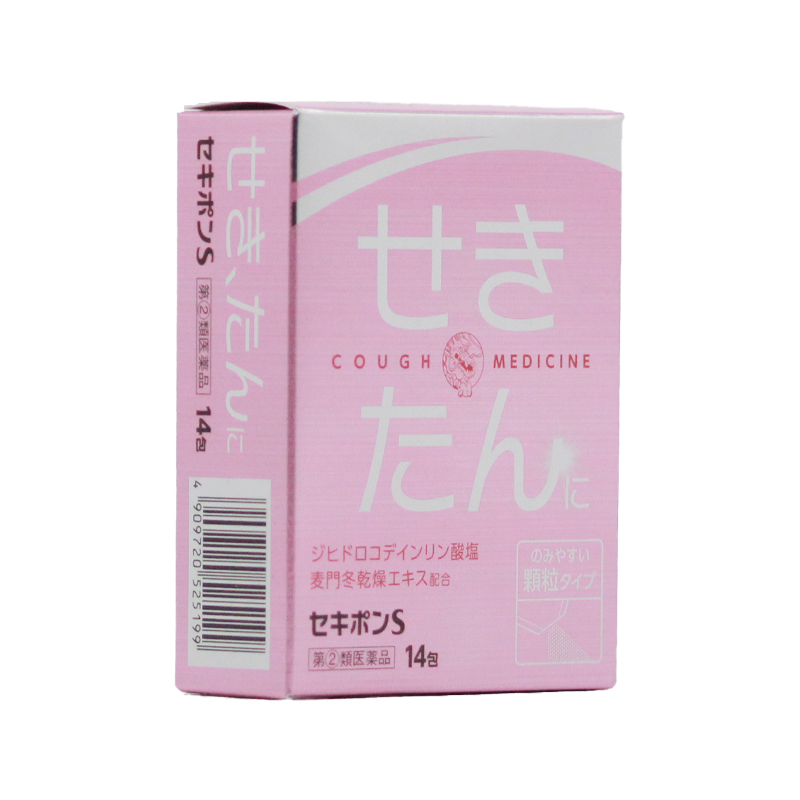 せき、たんに
セキポンS
指定②類医薬品
14包
4 909720 525199
せき
COUGH MEDICINE
たんに
ジヒドロコデインリン酸塩
麦門冬乾燥エキス配合
のみやすい
顆粒タイプ
セキポンS
第②類医薬品 14包